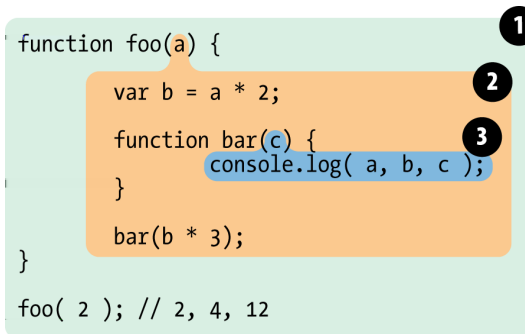 1
function foo(a) {
2
var b = a * 2;
function bar(c) {
3
console.log( a, b, c );
}
bar(b * 3);
}
foo( 2 ); // 2, 4, 12